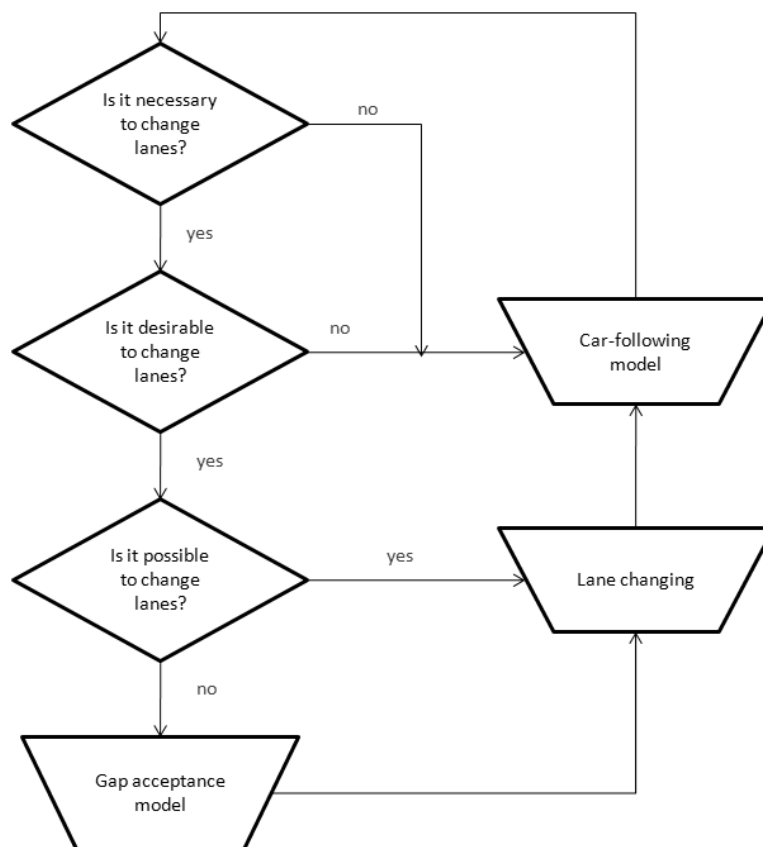 Is it necessary
to change
lanes?
no
yes
Is it desirable
to change
lanes?
no
Car-following
model
yes
Is it possible
to change
lanes?
yes
Lane changing
no
Gap acceptance
model